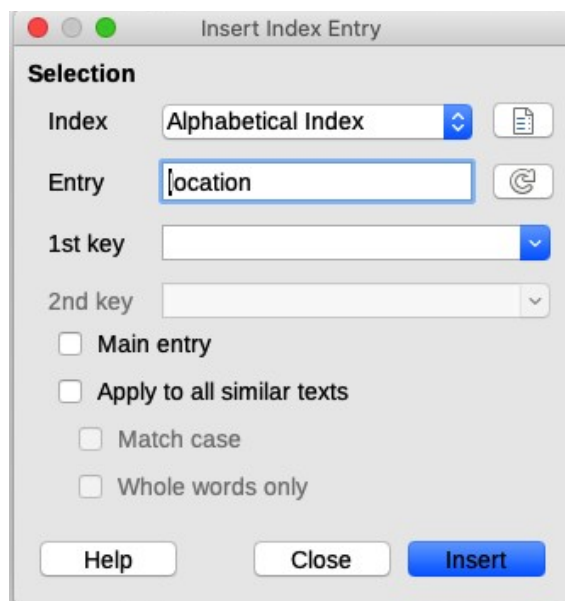 Insert Index Entry
Selection
Index Alphabetical Index
Entry location
1st key
2nd key
Main entry
Apply to all similar texts
Match case
Whole words only
Help Close Insert